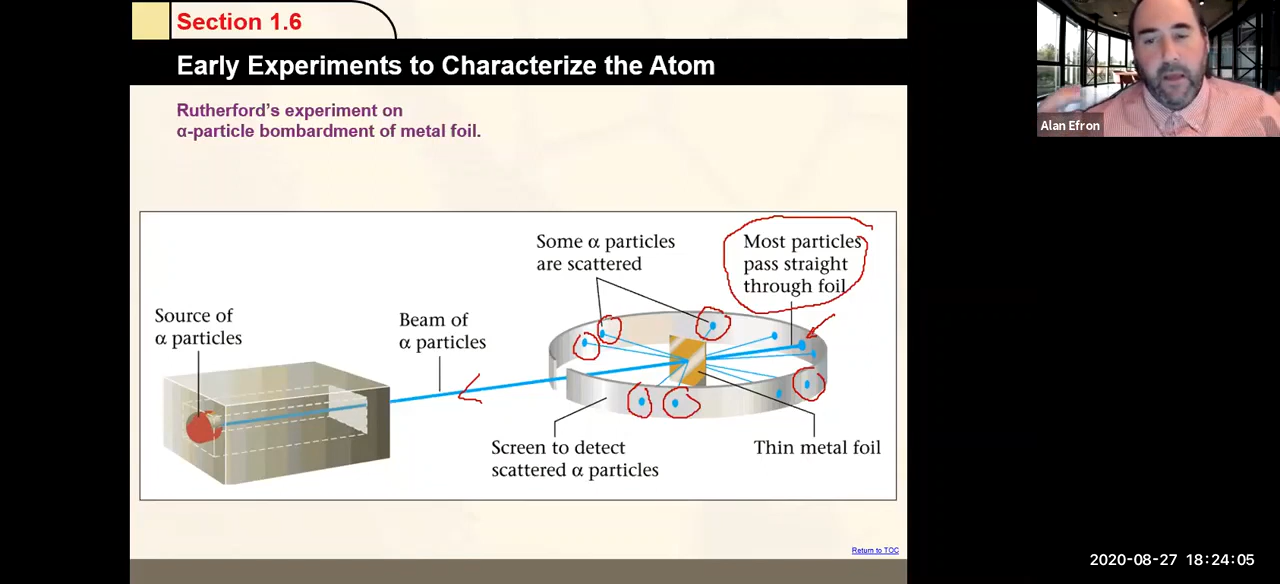 Section 1.6
Early Experiments to Characterize the Atom
Rutherford's experiment on
α-particle bombardment of metal foil.
Some α particles
are scattered
Most particles
pass straight
through foil
Source of
α particles
Beam of
α particles
Screen to detect
scattered α particles
Thin metal foil
Return to TOC
Alan Efron
2020-08-27 18:24:05